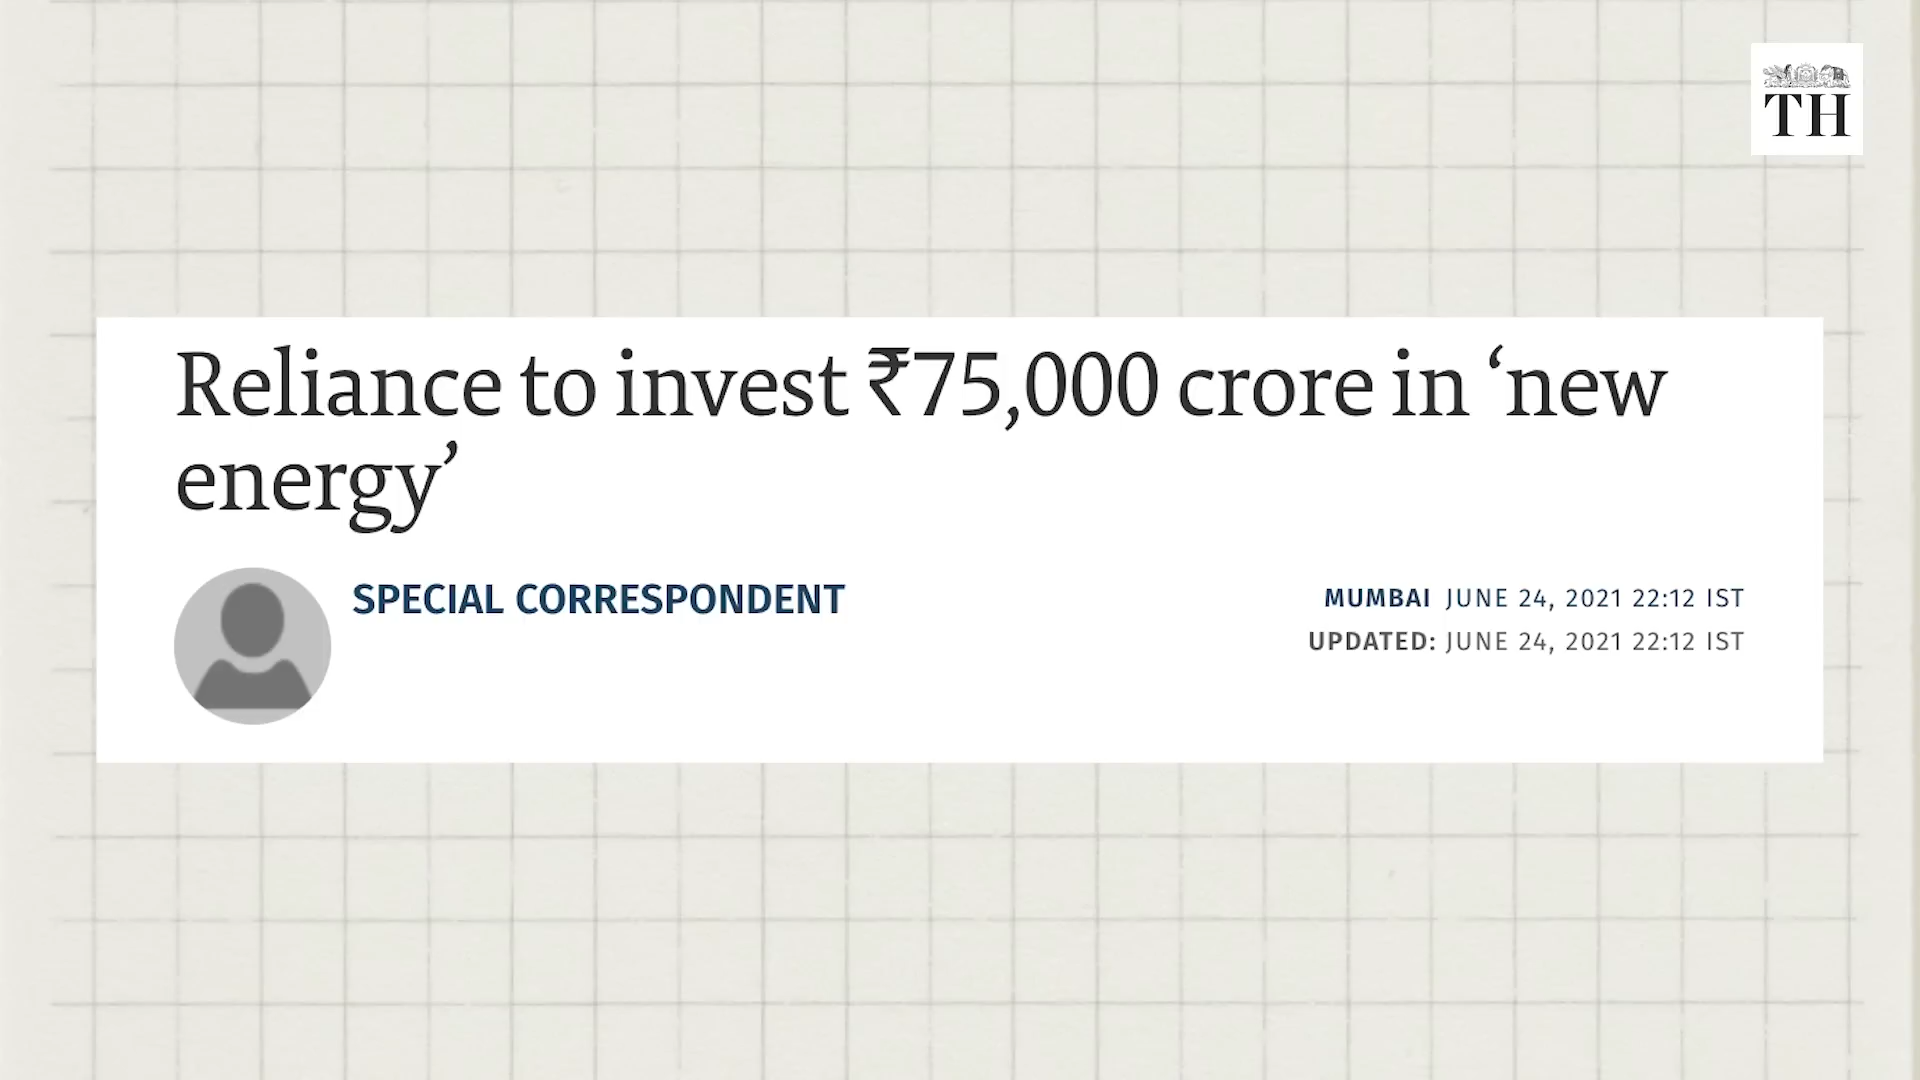 TH
Reliance to invest ₹75,000 crore in ‘new
energy’
SPECIAL CORRESPONDENT
MUMBAI JUNE 24, 2021 22:12 IST
UPDATED: JUNE 24, 2021 22:12 IST